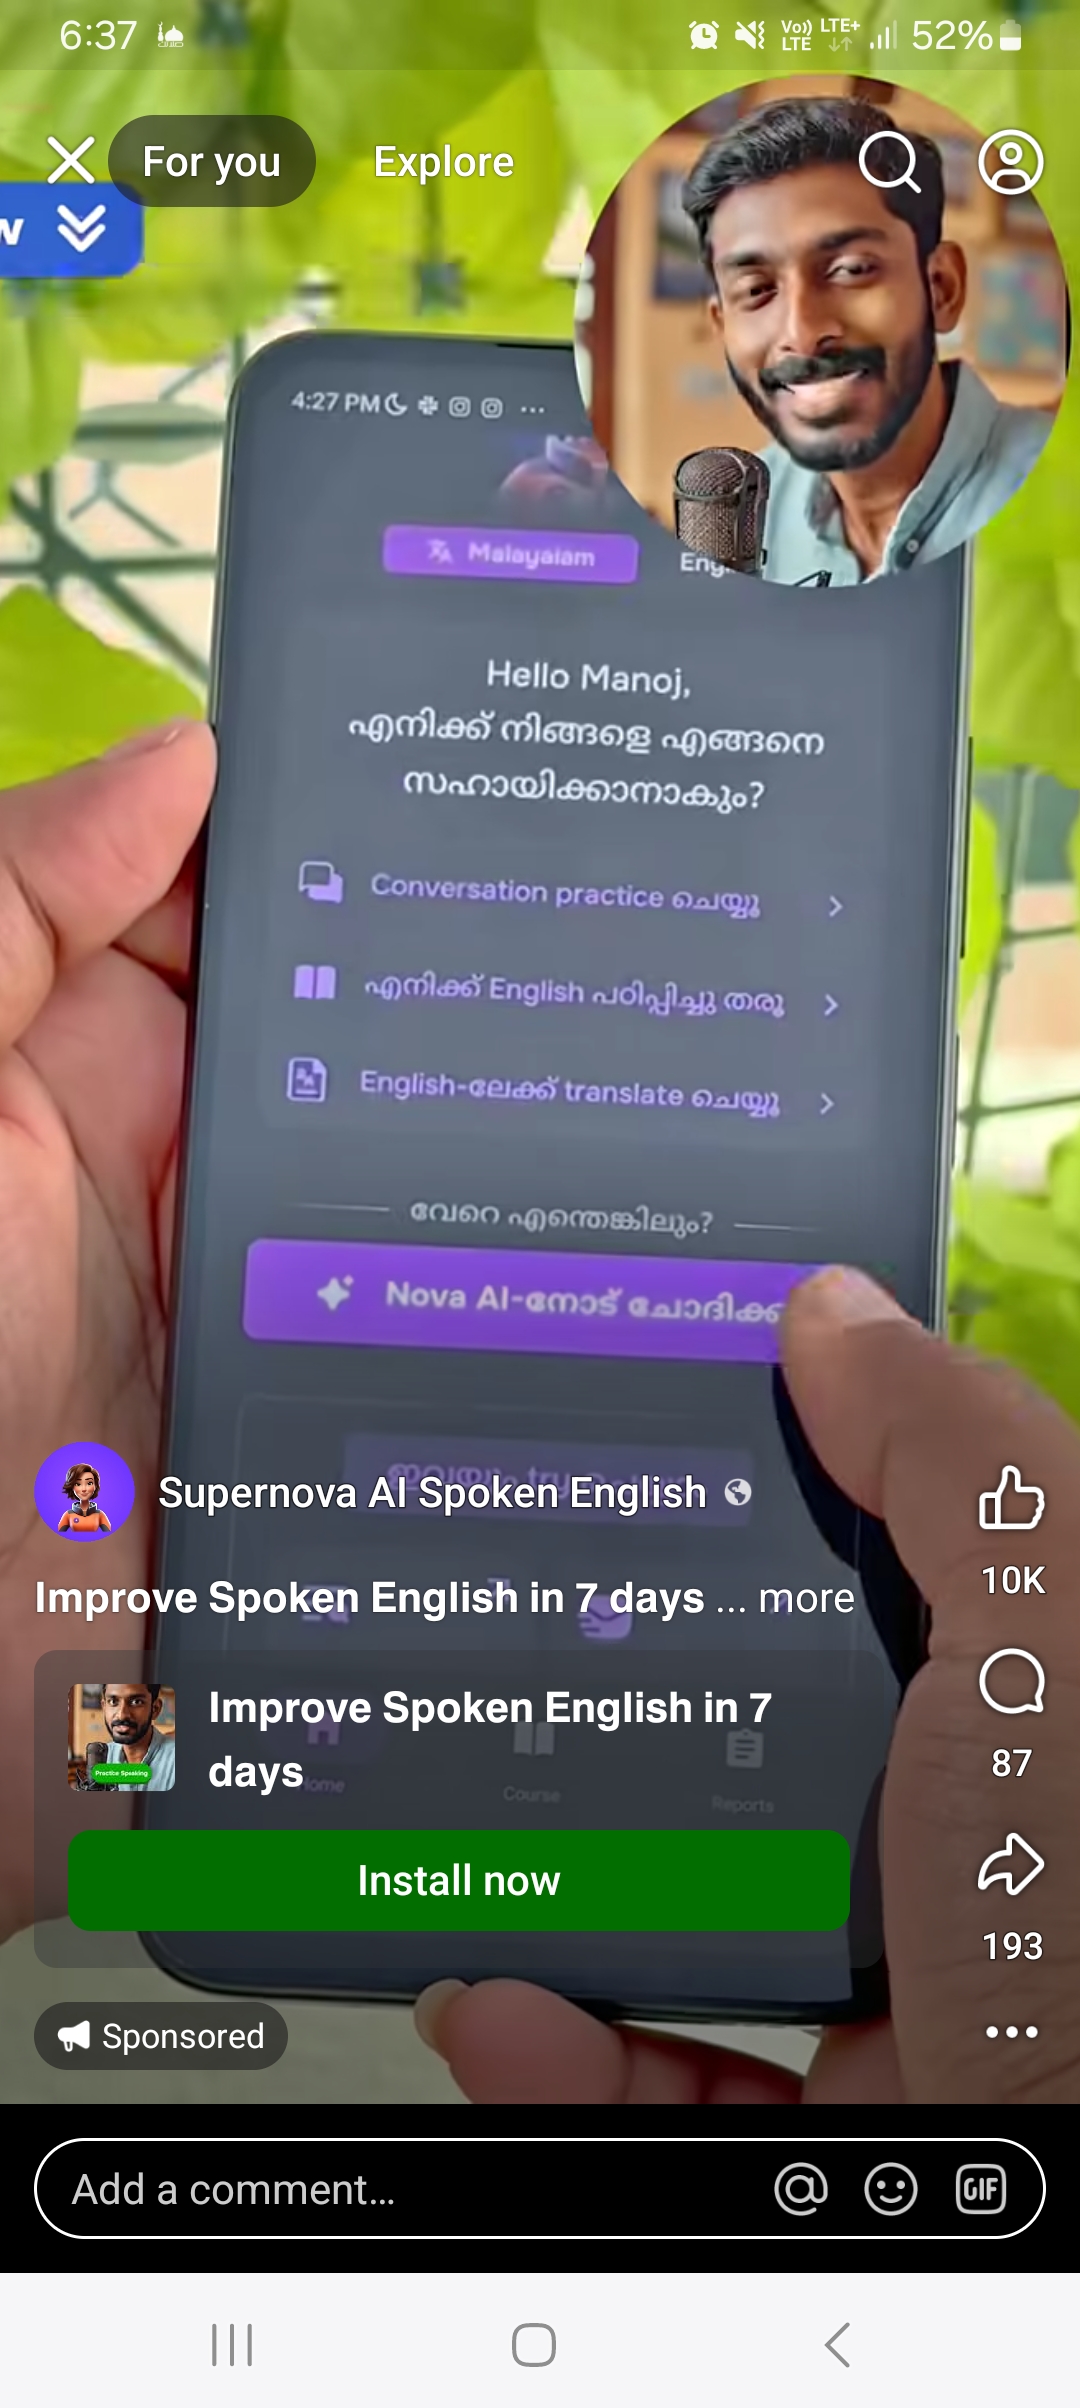 6:37
Vo)) LTE LTE+ 52%
For you Explore
4:27 PM
Malayalam
Hello Manoj,
എനിക്ക് നിങ്ങളെ എങ്ങനെ
സഹായിക്കാനാകും?
Conversation practice ചെയ്യൂ
എനിക്ക് English പഠിപ്പിച്ചു തരൂ
English-ലേക്ക് translate ചെയ്യൂ
വേറെ എന്തെങ്കിലും?
Nova AI-നോട് ചോദിക്ക
Supernova AI Spoken English
10K
Improve Spoken English in 7 days ... more
Improve Spoken English in 7
days
Practice Speaking
Home Course Reports
87
Install now
193
Sponsored
Add a comment...
GIF